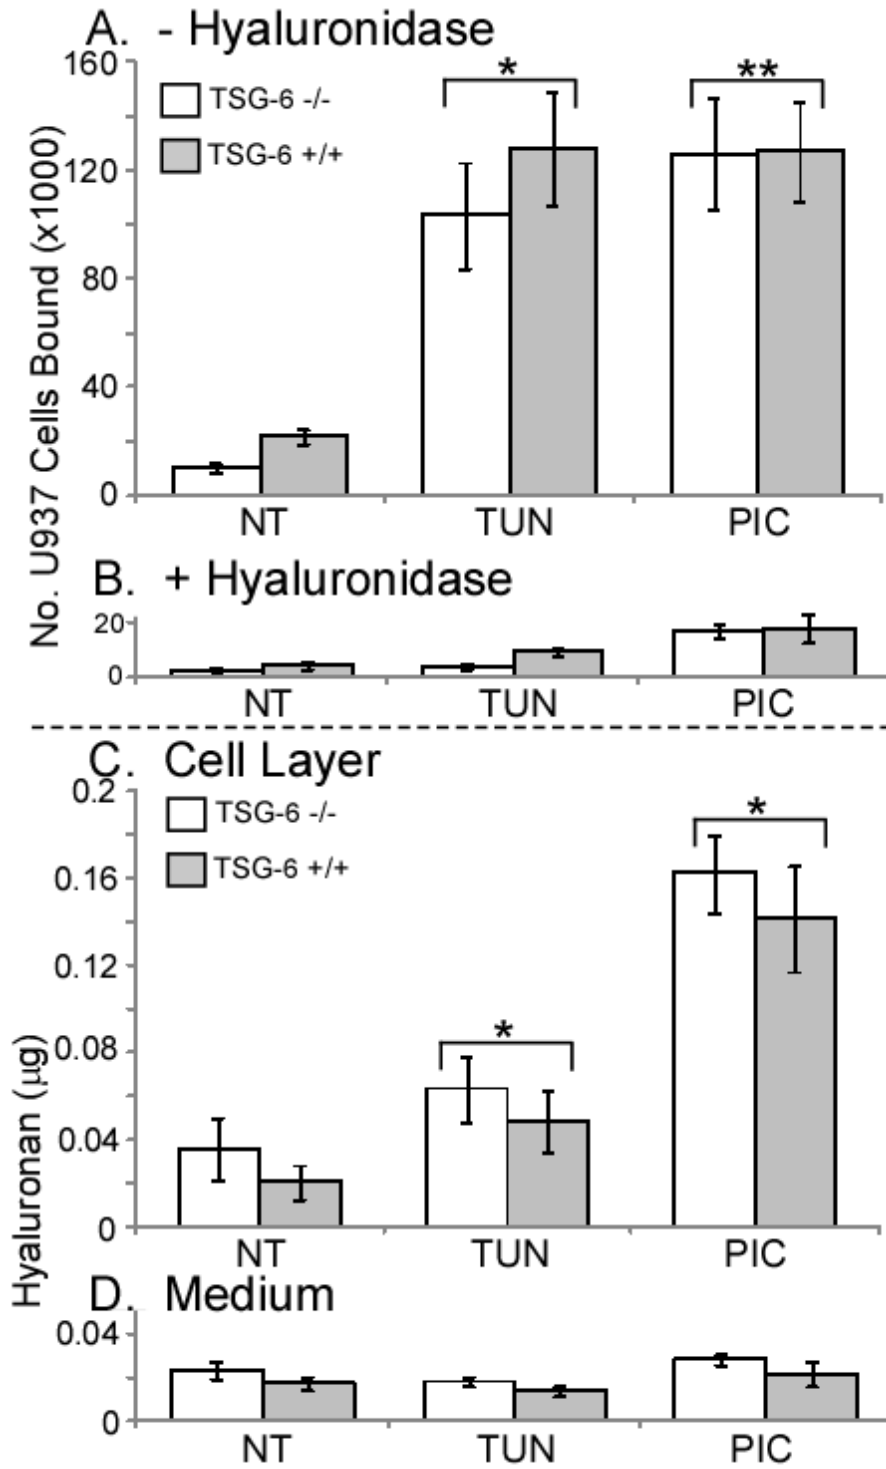 A. - Hyaluronidase
No. U937 Cells Bound (x1000)
160
120
80
40
0
TSG-6 -/-
TSG-6 +/+
*
**
NT TUN PIC
B. + Hyaluronidase
20
0
NT TUN PIC
C. Cell Layer
Hyaluronan (µg)
0.2
0.16
0.12
0.08
0.04
0
TSG-6 -/-
TSG-6 +/+
*
*
NT TUN PIC
D. Medium
0.04
0
NT TUN PIC